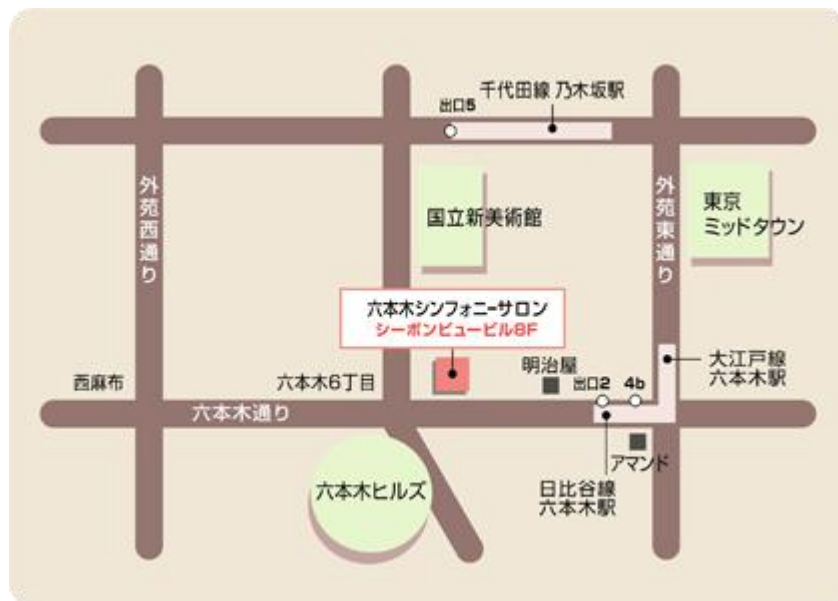 千代田線 乃木坂駅
出口5
外苑西通り
国立新美術館
外苑東通り
東京
ミッドタウン
六本木シンフォニーサロン
シーボンビュービル8F
大江戸線
六本木駅
西麻布
六本木6丁目
明治屋
出口2
4b
六本木通り
アマンド
六本木ヒルズ
日比谷線
六本木駅